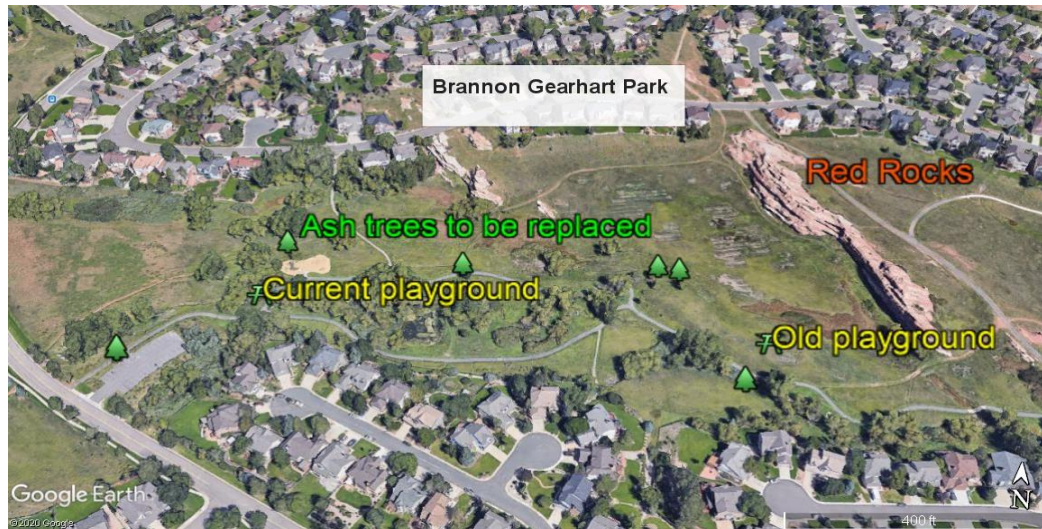 Brannon Gearhart Park
Red Rocks
Ash trees to be replaced
Current playground
Old playground
Google Earth
N
©2020 Google
400 ft